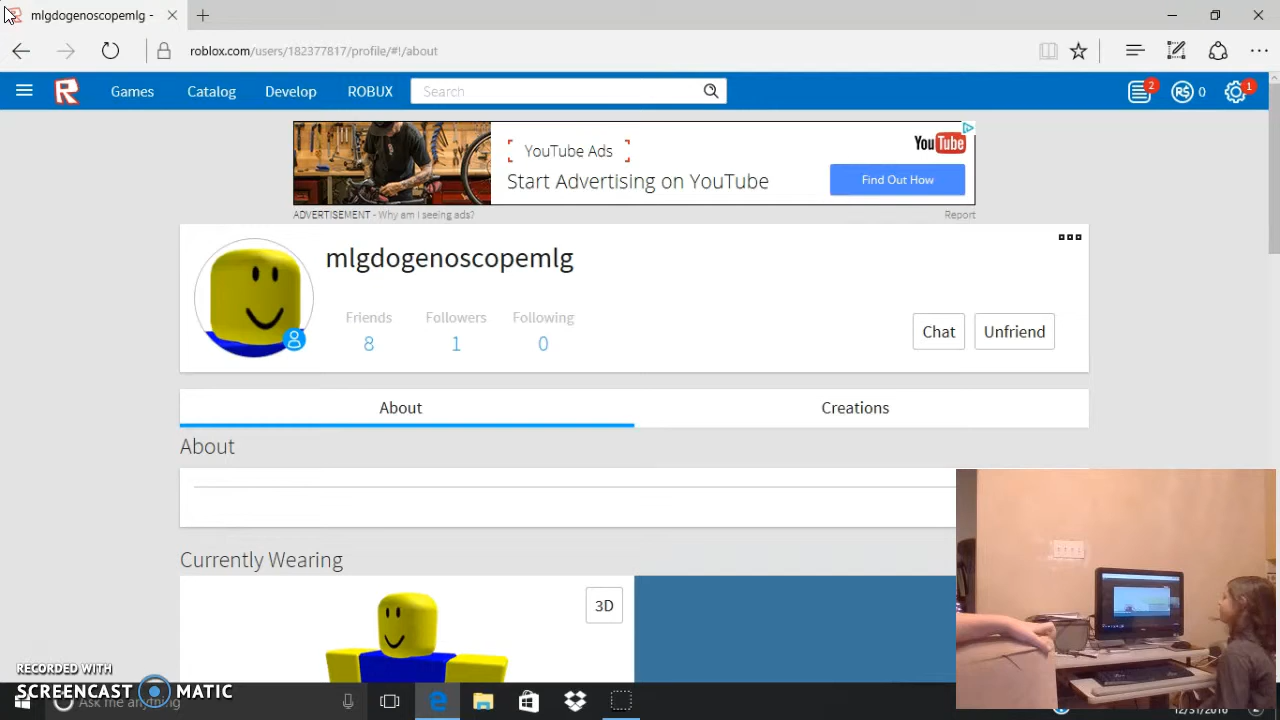 mlgdogenoscopemlg -
roblox.com/users/182377817/profile/#!/about
Games Catalog Develop ROBUX Search 2 R$ 0 1
YouTube Ads
Start Advertising on YouTube
YouTube
Find Out How
ADVERTISEMENT - Why am I seeing ads? Report
mlgdogenoscopemlg
Friends Followers Following
8 1 0
Chat Unfriend
About Creations
About
Currently Wearing
3D
RECORDED WITH
SCREENCAST MATIC
Ask me anything
12/31/2016